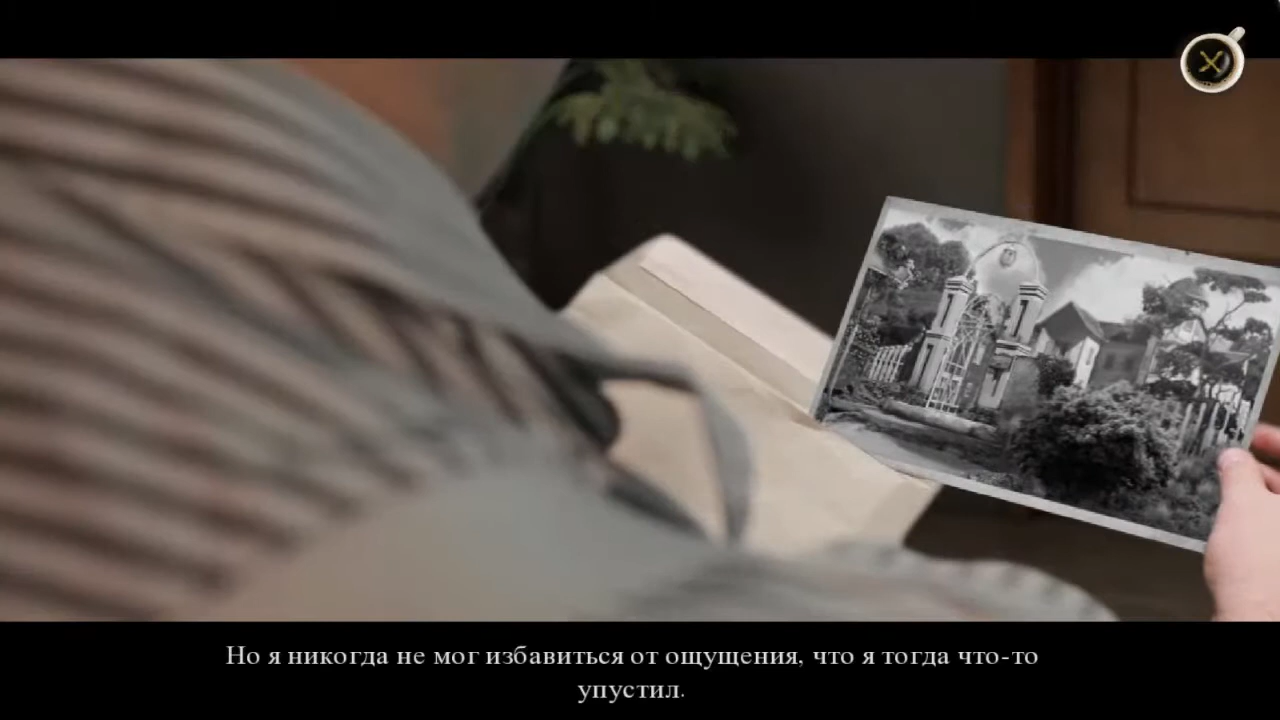 Но я никогда не мог избавиться от ощущения, что я тогда что-то
упустил.